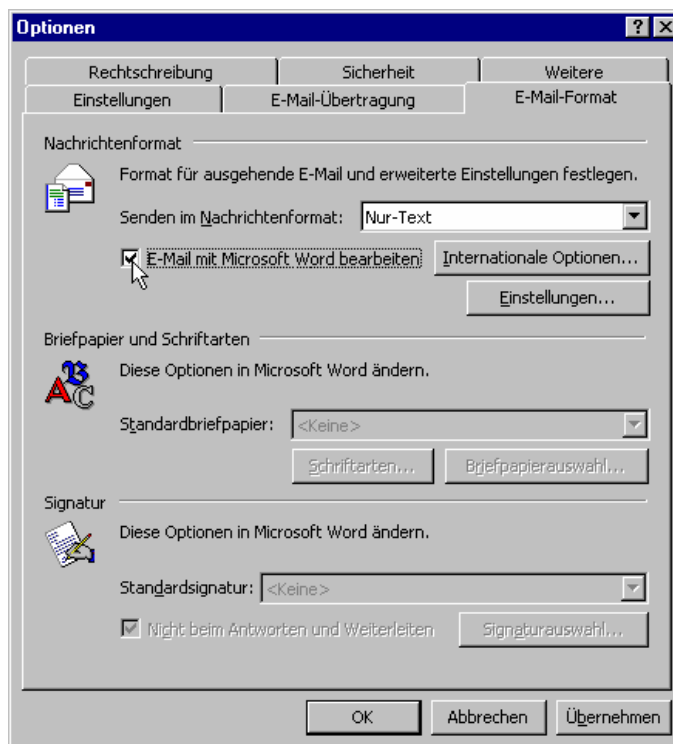 Optionen
Rechtschreibung Sicherheit Weitere
Einstellungen E-Mail-Übertragung E-Mail-Format
Nachrichtenformat
Format für ausgehende E-Mail und erweiterte Einstellungen festlegen.
Senden im Nachrichtenformat: Nur-Text
E-Mail mit Microsoft Word bearbeiten Internationale Optionen...
Einstellungen...
Briefpapier und Schriftarten
Diese Optionen in Microsoft Word ändern.
Standardbriefpapier: <Keine>
Schriftarten... Briefpapierauswahl...
Signatur
Diese Optionen in Microsoft Word ändern.
Standardsignatur: <Keine>
Nicht beim Antworten und Weiterleiten Signaturauswahl...
OK Abbrechen Übernehmen